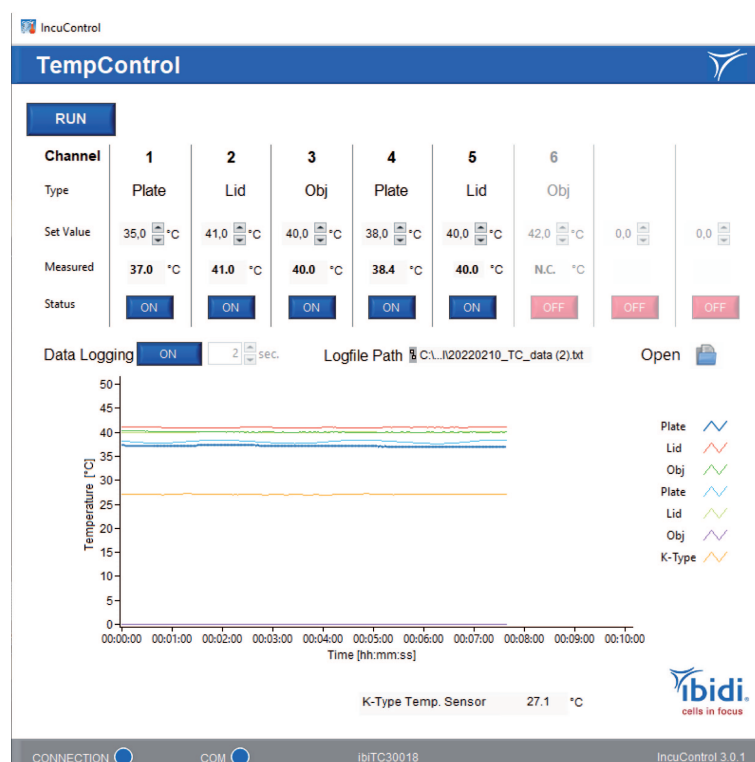 IncuControl
TempControl
RUN
Channel 1 2 3 4 5 6
Type Plate Lid Obj Plate Lid Obj
Set Value 35,0 °C 41,0 °C 40,0 °C 38,0 °C 40,0 °C 42,0 °C 0,0 0,0
Measured 37.0 °C 41.0 °C 40.0 °C 38.4 °C 40.0 °C N.C. °C
Status ON ON ON ON ON OFF OFF OFF
Data Logging ON 2 sec. Logfile Path C:\...l\20220210_TC_data (2).txt Open
50
45
40
35
30
25
20
15
10
5
0
Temperature [°C]
00:00:00 00:01:00 00:02:00 00:03:00 00:04:00 00:05:00 00:06:00 00:07:00 00:08:00 00:09:00 00:10:00
Time [hh:mm:ss]
Plate
Lid
Obj
Plate
Lid
Obj
K-Type
K-Type Temp. Sensor 27.1 °C
ibidi.
cells in focus
CONNECTION COM ibiTC30018 IncuControl 3.0.1